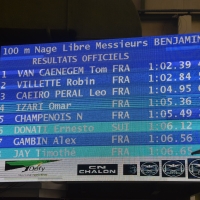 100 m Nage Libre Messieurs BENJAMIN
RESULTATS OFFICIELS
1 VAN CAENEGEM Tom FRA 1:02.39
2 VILLETTE Robin FRA 1:02.84
3 CAEIRO PERAL Leo FRA 1:04.95
4 IZARI Omar FRA 1:05.36
5 CHAMPENOIS N FRA 1:05.49
6 DONATI Ernesto SUI 1:06.12
7 GAMBIN Alex FRA 1:06.56
8 JAY Timothé FRA 1:06.6
CN
CHALON